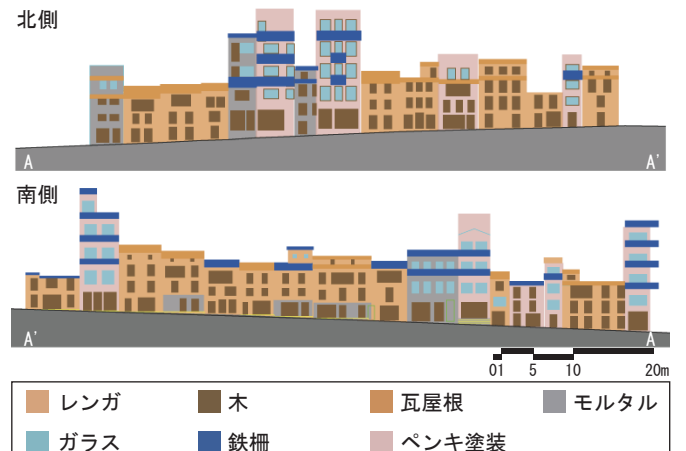 北側
A A'
南側
A' A
01 5 10 20m
レンガ 木 瓦屋根 モルタル
ガラス 鉄柵 ペンキ塗装